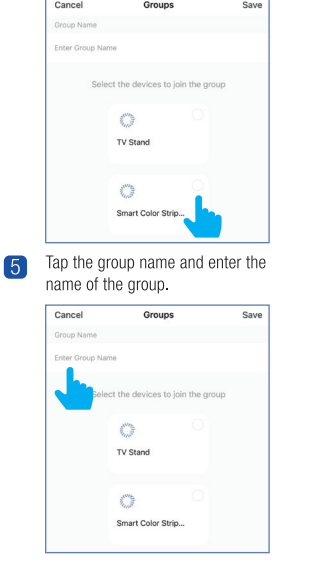 Cancel Groups Save
Group Name
Enter Group Name
Select the devices to join the group
TV Stand
Smart Color Strip...
5 Tap the group name and enter the
name of the group.
Cancel Groups Save
Group Name
Enter Group Name
Select the devices to join the group
TV Stand
Smart Color Strip...